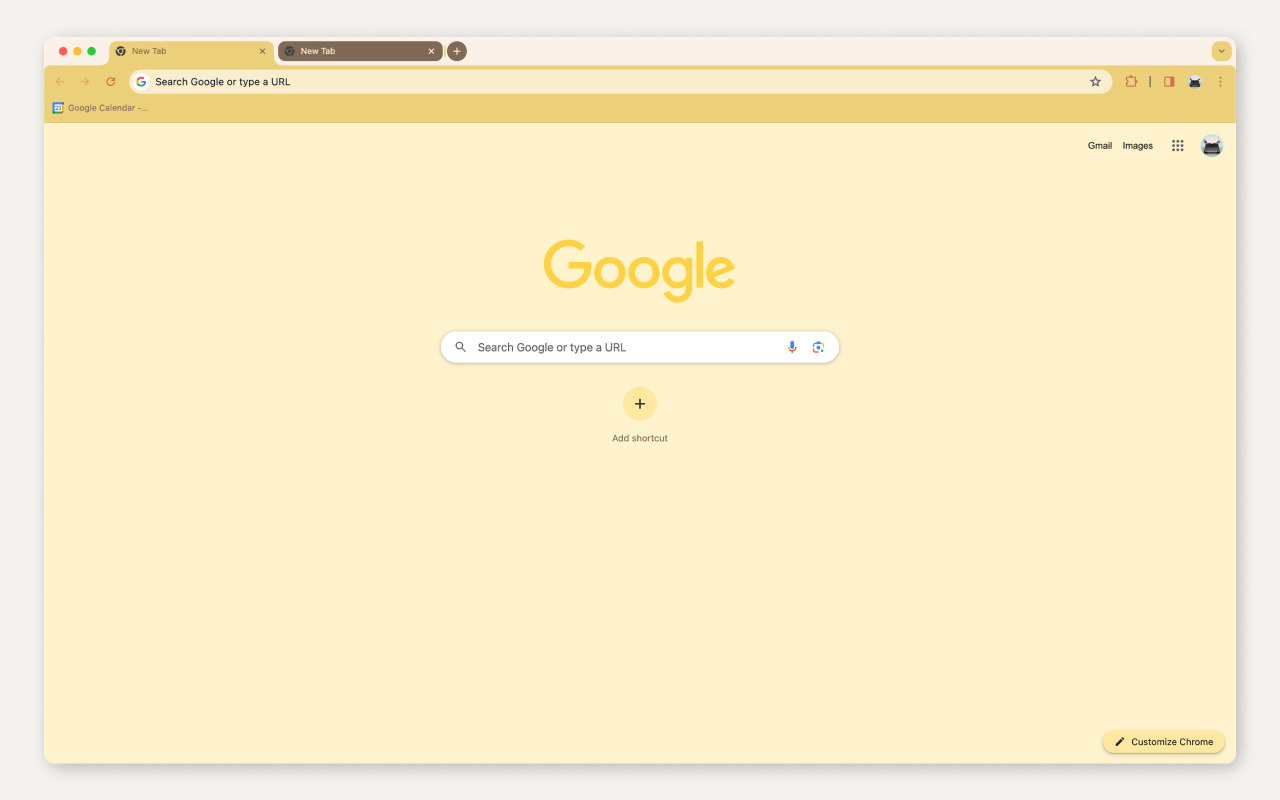 New Tab
New Tab
Search Google or type a URL
Google Calendar -...
Gmail Images
Google
Search Google or type a URL
Add shortcut
Customize Chrome